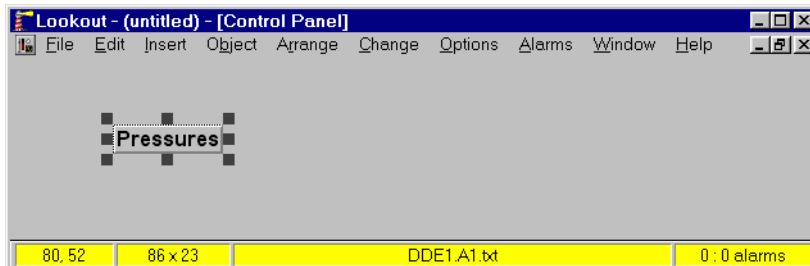 Lookout - (untitled) - [Control Panel]
File Edit Insert Object Arrange Change Options Alarms Window Help
Pressures
80, 52 86 x 23 DDE1.A1.txt 0 : 0 alarms